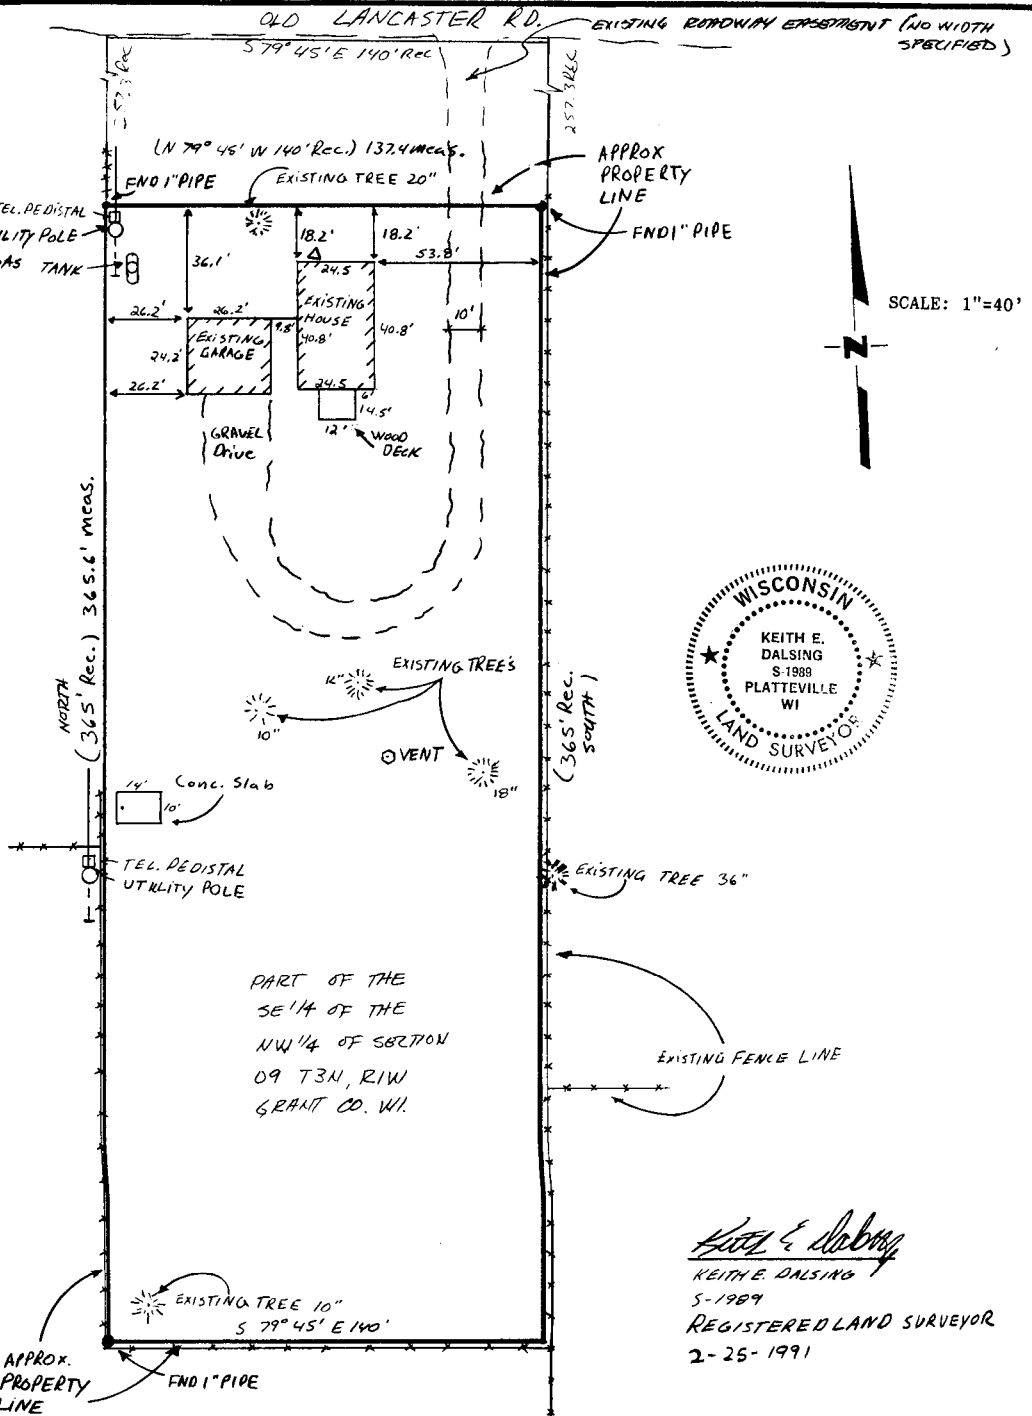 OLD LANCASTER RD.
EXISTING ROADWAY EASEMENT (NO WIDTH
SPECIFIED)
S 79° 45' E 140' Rec
257.3 REC
(N 79° 45' W 140' Rec.) 137.4 meas.
APPROX
PROPERTY
LINE
FND 1" PIPE
EXISTING TREE 20"
TEL. PEDISTAL
ILITY POLE
AS TANK
FND 1" PIPE
18.2'
18.2'
36.1'
53.8'
24.5
SCALE: 1"=40'
N
26.2'
26.2'
9.8'
EXISTING
HOUSE
10'
40.8'
40.8'
EXISTING
GARAGE
24.2'
26.2'
24.5
6'
14.5'
12'
WOOD
DECK
GRAVEL
Drive
NORTH
(365' Rec.) 365.6' meas.
WISCONSIN
KEITH E.
DALSING
S-1989
PLATTEVILLE
WI
LAND SURVEYOR
EXISTING TREE'S
12"
10"
VENT
18"
(365' Rec.
SOUTH)
14'
10'
Conc. Slab
TEL. PEDISTAL
UTILITY POLE
EXISTING TREE 36"
PART OF THE
SE 1/4 OF THE
NW 1/4 OF SECTION
09 T3N, R1W
GRANT CO. WI.
EXISTING FENCE LINE
KEITH E. DALSING
S-1989
REGISTERED LAND SURVEYOR
2-25-1991
EXISTING TREE 10"
S 79° 45' E 140'
APPROX.
PROPERTY
LINE
FND 1" PIPE